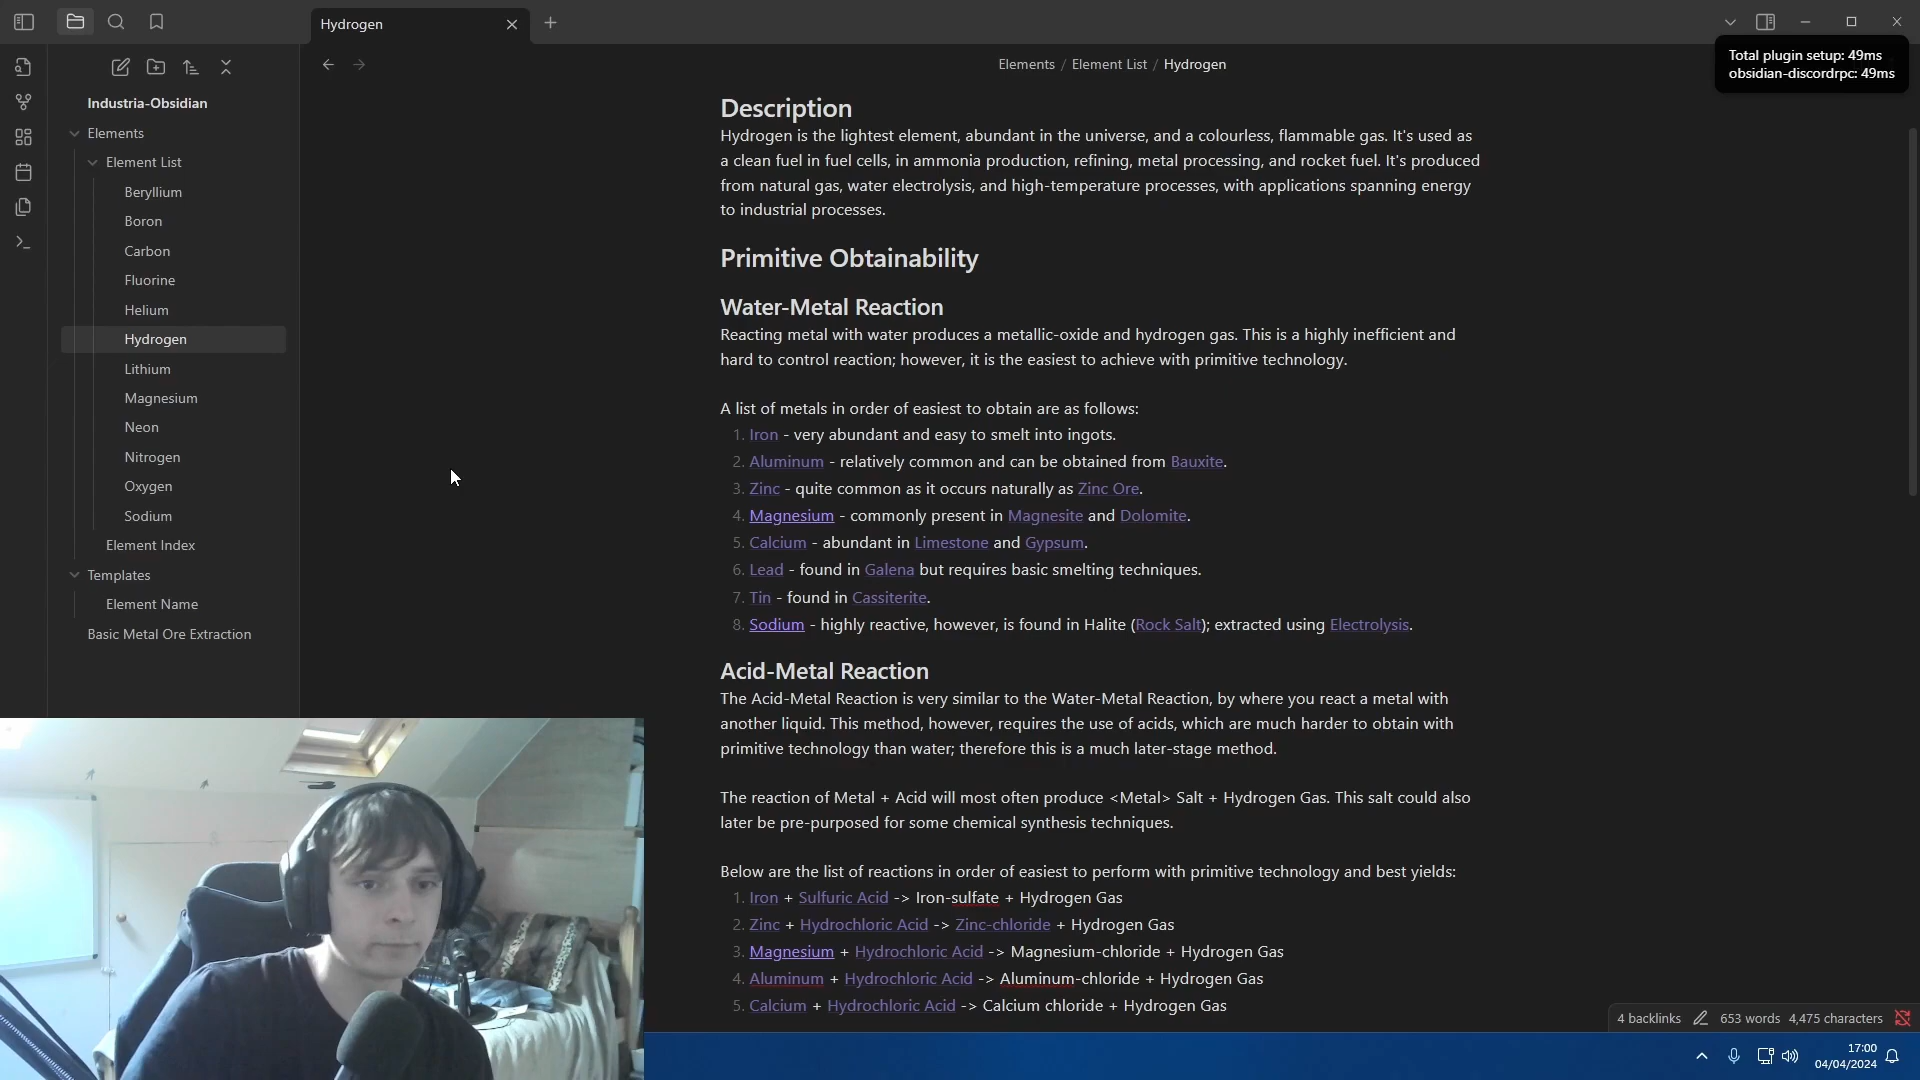 Hydrogen
Total plugin setup: 49ms
obsidian-discordrpc: 49ms
Elements / Element List / Hydrogen
Industria-Obsidian
Elements
Element List
Beryllium
Boron
Carbon
Fluorine
Helium
Hydrogen
Lithium
Magnesium
Neon
Nitrogen
Oxygen
Sodium
Element Index
Templates
Element Name
Basic Metal Ore Extraction
Description
Hydrogen is the lightest element, abundant in the universe, and a colourless, flammable gas. It's used as
a clean fuel in fuel cells, in ammonia production, refining, metal processing, and rocket fuel. It's produced
from natural gas, water electrolysis, and high-temperature processes, with applications spanning energy
to industrial processes.
Primitive Obtainability
Water-Metal Reaction
Reacting metal with water produces a metallic-oxide and hydrogen gas. This is a highly inefficient and
hard to control reaction; however, it is the easiest to achieve with primitive technology.
A list of metals in order of easiest to obtain are as follows:
1. Iron - very abundant and easy to smelt into ingots.
2. Aluminum - relatively common and can be obtained from Bauxite.
3. Zinc - quite common as it occurs naturally as Zinc Ore.
4. Magnesium - commonly present in Magnesite and Dolomite.
5. Calcium - abundant in Limestone and Gypsum.
6. Lead - found in Galena but requires basic smelting techniques.
7. Tin - found in Cassiterite.
8. Sodium - highly reactive, however, is found in Halite (Rock Salt); extracted using Electrolysis.
Acid-Metal Reaction
The Acid-Metal Reaction is very similar to the Water-Metal Reaction, by where you react a metal with
another liquid. This method, however, requires the use of acids, which are much harder to obtain with
primitive technology than water; therefore this is a much later-stage method.
The reaction of Metal + Acid will most often produce <Metal> Salt + Hydrogen Gas. This salt could also
later be pre-purposed for some chemical synthesis techniques.
Below are the list of reactions in order of easiest to perform with primitive technology and best yields:
1. Iron + Sulfuric Acid -> Iron-sulfate + Hydrogen Gas
2. Zinc + Hydrochloric Acid -> Zinc-chloride + Hydrogen Gas
3. Magnesium + Hydrochloric Acid -> Magnesium-chloride + Hydrogen Gas
4. Aluminum + Hydrochloric Acid -> Aluminum-chloride + Hydrogen Gas
5. Calcium + Hydrochloric Acid -> Calcium chloride + Hydrogen Gas
4 backlinks 653 words 4,475 characters
17:00
04/04/2024